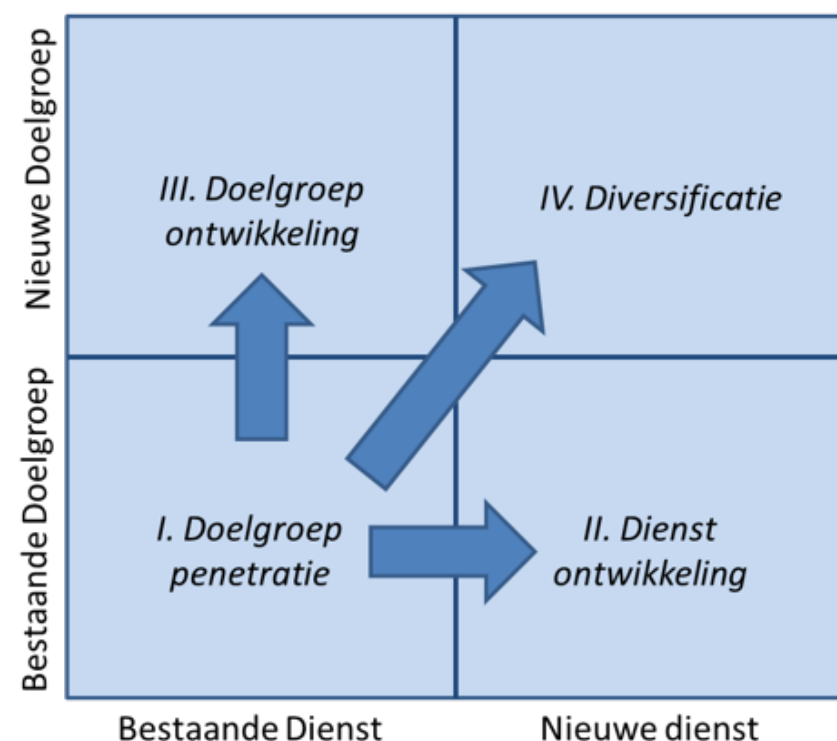 Nieuwe Doelgroep
III. Doelgroep
ontwikkeling
IV. Diversificatie
Bestaande Doelgroep
I. Doelgroep
penetratie
II. Dienst
ontwikkeling
Bestaande Dienst
Nieuwe dienst